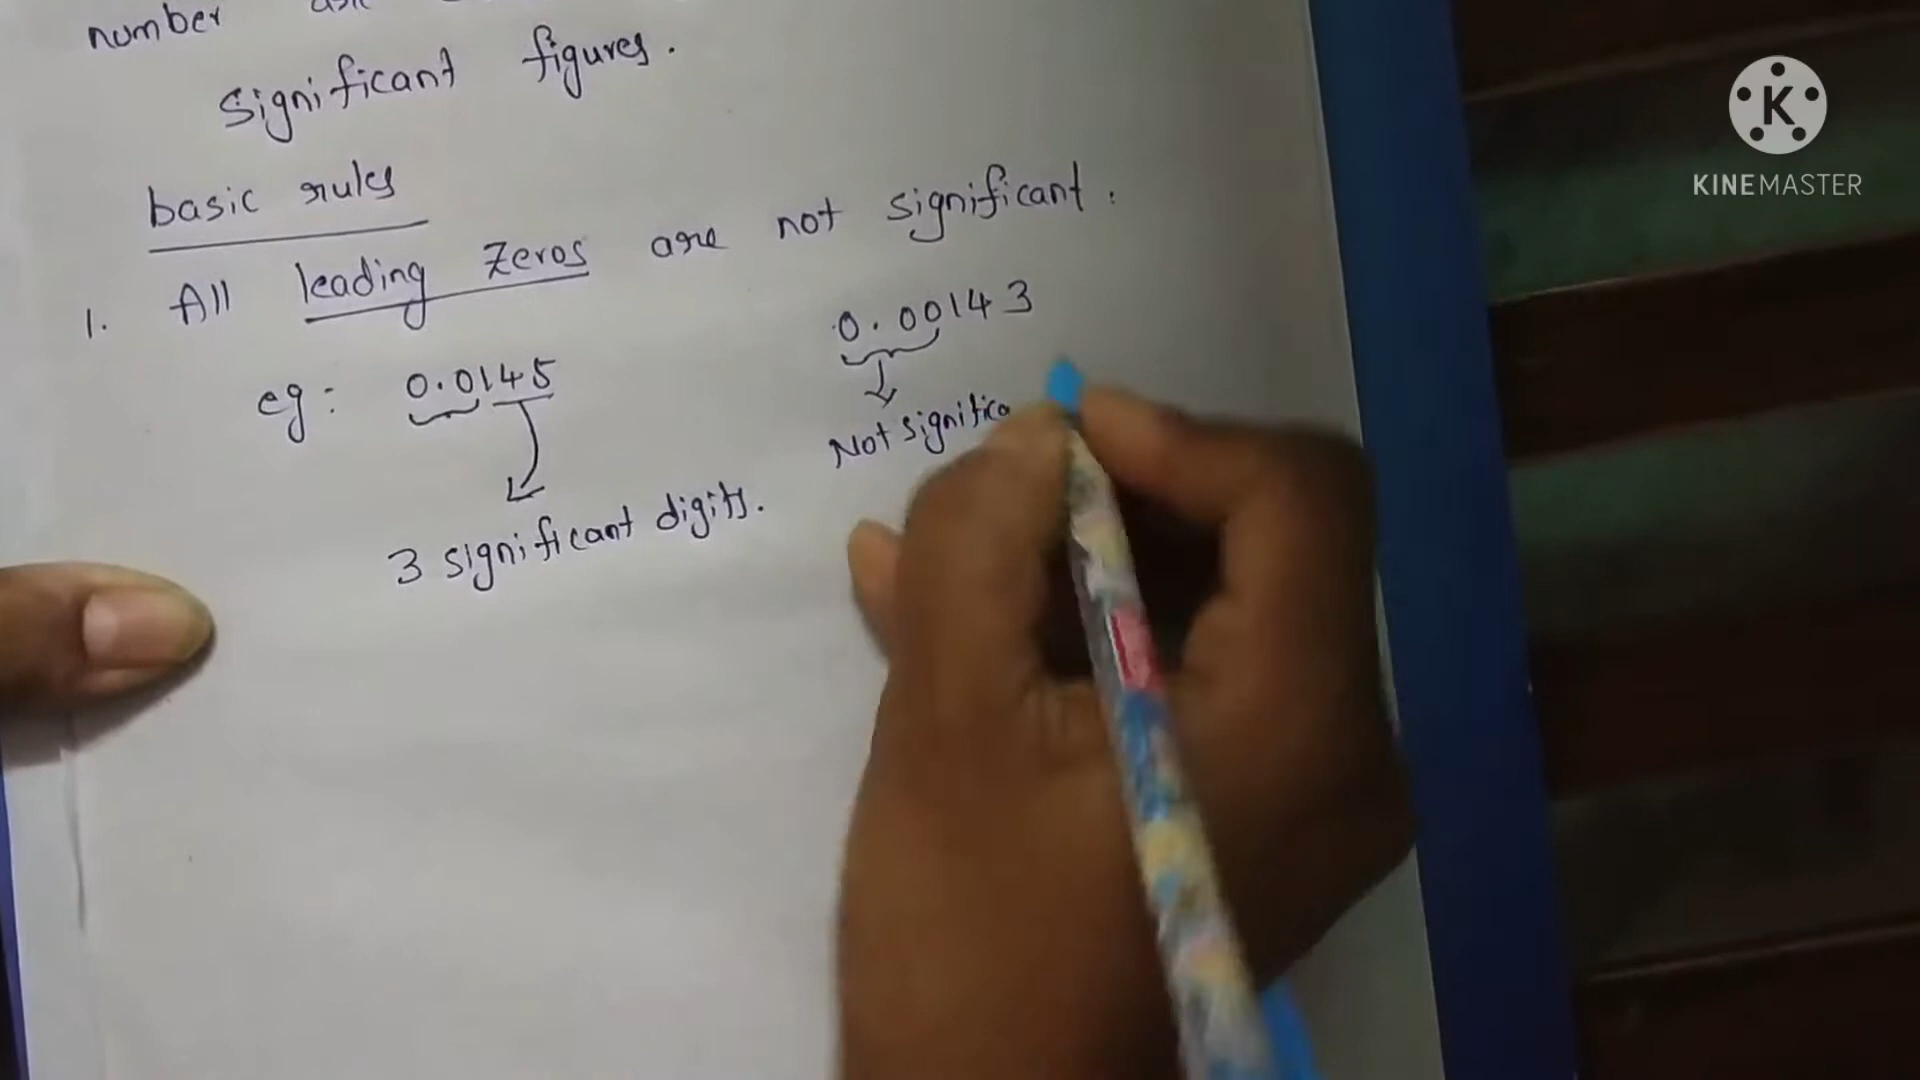 number
significant figures.
basic rules
1. All leading zeros are not significant.
eg: 0.0145
0.00143
Not significa
3 significant digits.
K
KINEMASTER